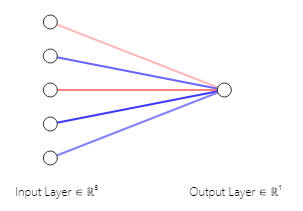 Input Layer ∈ ℝ⁵
Output Layer ∈ ℝ¹